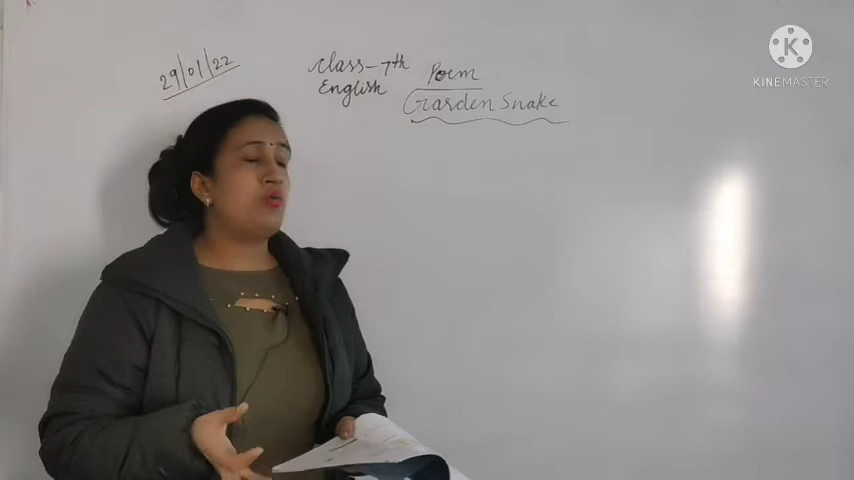 29/01/22
Class-7th
English
Poem
Garden Snake
K
KINEMASTER